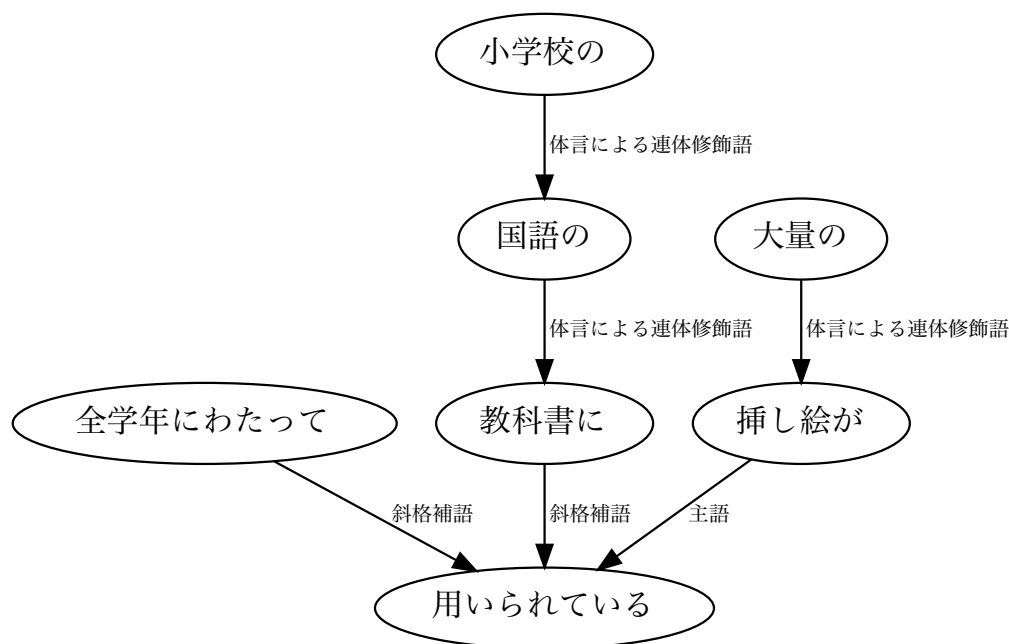 小学校の
体言による連体修飾語
国語の
大量の
体言による連体修飾語
体言による連体修飾語
全学年にわたって
教科書に
挿し絵が
斜格補語
斜格補語
主語
用いられている